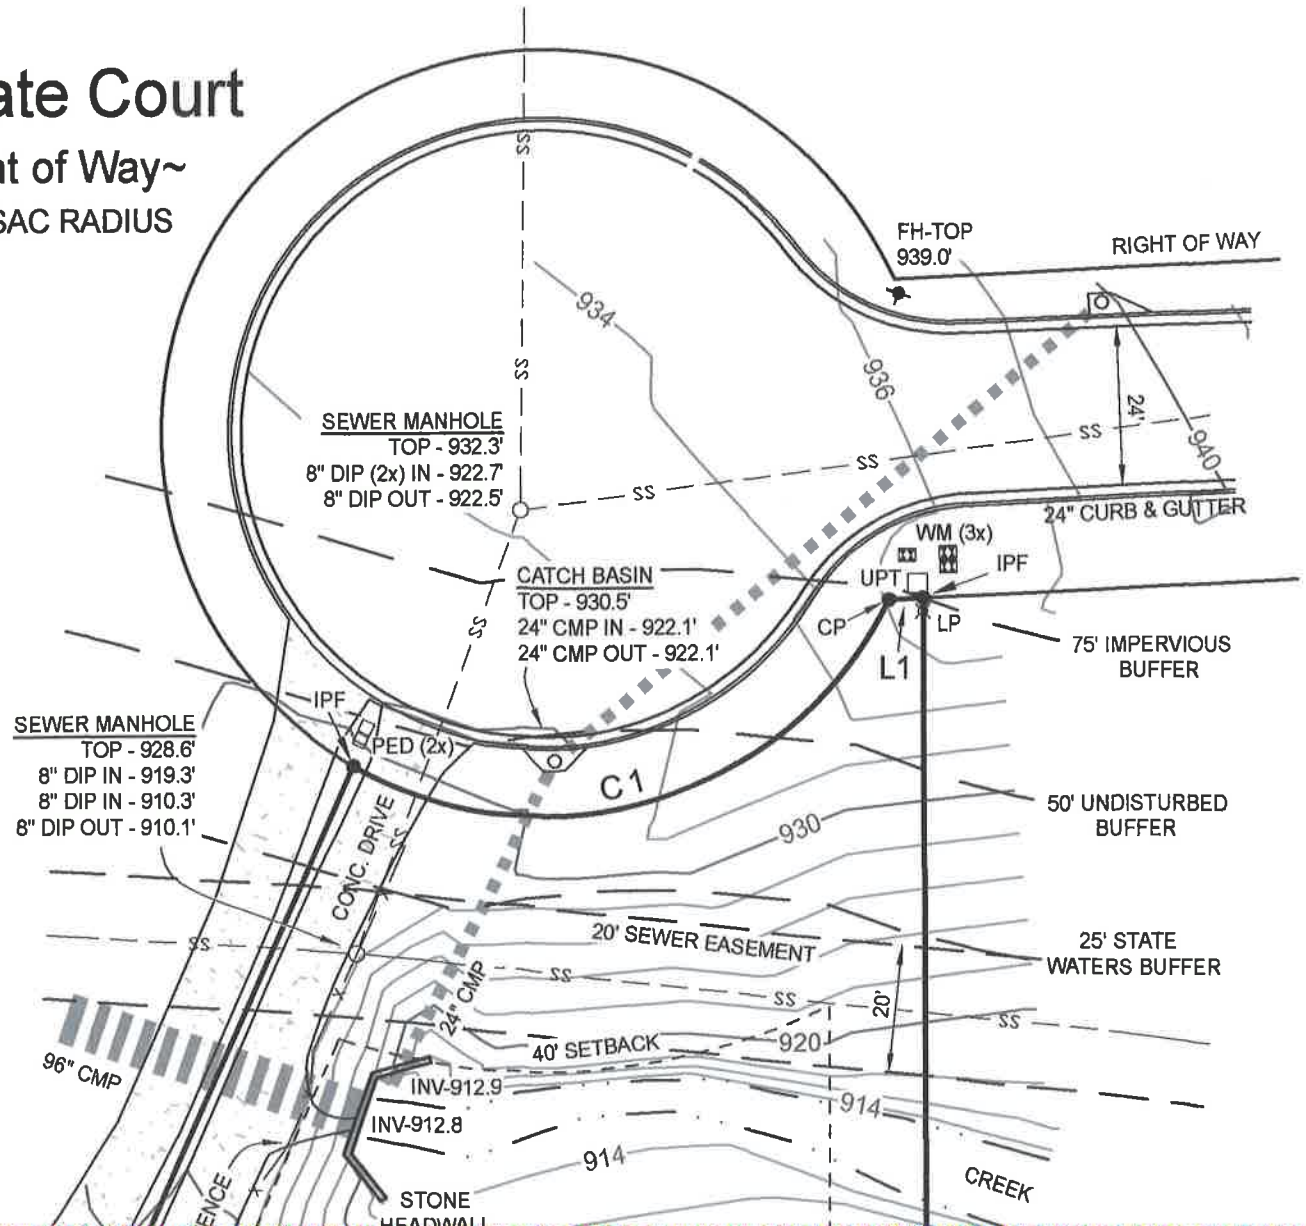 ate Court
nt of Way~
SAC RADIUS
FH-TOP
939.0'
RIGHT OF WAY
SS
934
936
SS
24'
SEWER MANHOLE
TOP - 932.3'
8" DIP (2x) IN - 922.7'
8" DIP OUT - 922.5'
SS
SS
SS
940
24" CURB & GUTTER
WM (3x)
IPF
UPT
CATCH BASIN
TOP - 930.5'
24" CMP IN - 922.1'
24" CMP OUT - 922.1'
CP
LP
L1
75' IMPERVIOUS
BUFFER
SS
IPF
SEWER MANHOLE
TOP - 928.6'
8" DIP IN - 919.3'
8" DIP IN - 910.3'
8" DIP OUT - 910.1'
PED (2x)
C1
50' UNDISTURBED
BUFFER
930
SS
CONC. DRIVE
20' SEWER EASEMENT
25' STATE
WATERS BUFFER
SS
SS
SS
SS
20'
24" CMP
X
X
40' SETBACK
920
96" CMP
INV-912.9
914
INV-912.8
914
CREEK
X
ENCE
STONE
HEADWALL